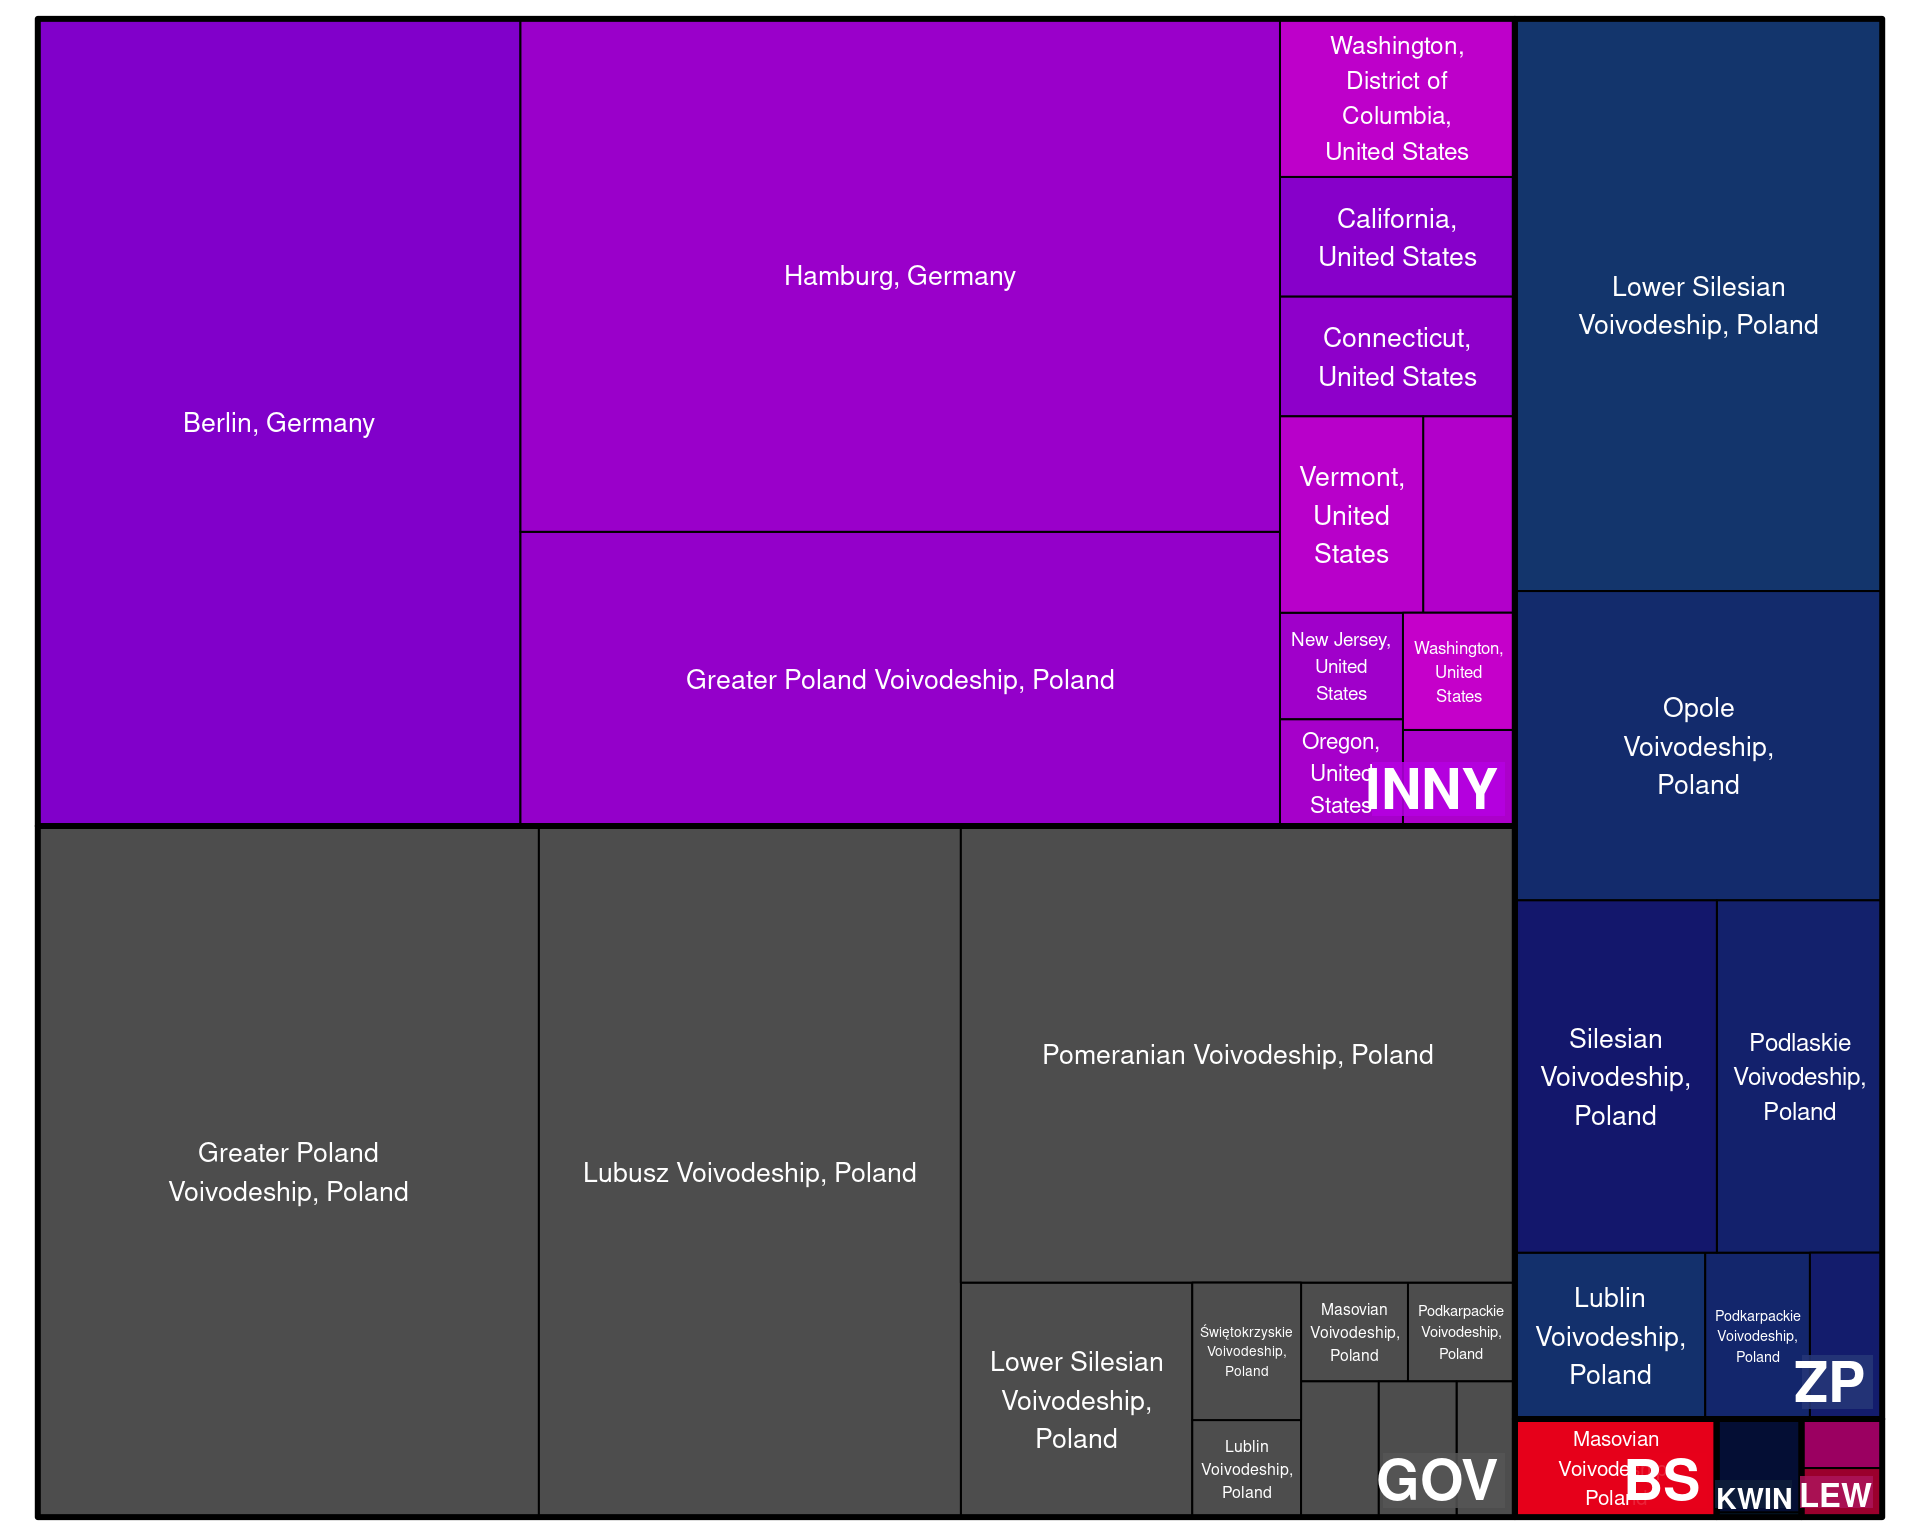 Berlin, Germany
Hamburg, Germany
Greater Poland Voivodeship, Poland
Washington,
District of
Columbia,
United States
California,
United States
Connecticut,
United States
Vermont,
United
States
New Jersey,
United
States
Washington,
United
States
Oregon,
United
States
INNY
Greater Poland
Voivodeship, Poland
Lubusz Voivodeship, Poland
Pomeranian Voivodeship, Poland
Lower Silesian
Voivodeship,
Poland
Świętokrzyskie
Voivodeship,
Poland
Lublin
Voivodeship,
Poland
Masovian
Voivodeship,
Poland
Podkarpackie
Voivodeship,
Poland
GOV
Lower Silesian
Voivodeship, Poland
Opole
Voivodeship,
Poland
Silesian
Voivodeship,
Poland
Podlaskie
Voivodeship,
Poland
Lublin
Voivodeship,
Poland
Podkarpackie
Voivodeship,
Poland
ZP
Masovian
Voivodeship,
Poland
BS
KWIN
LEW